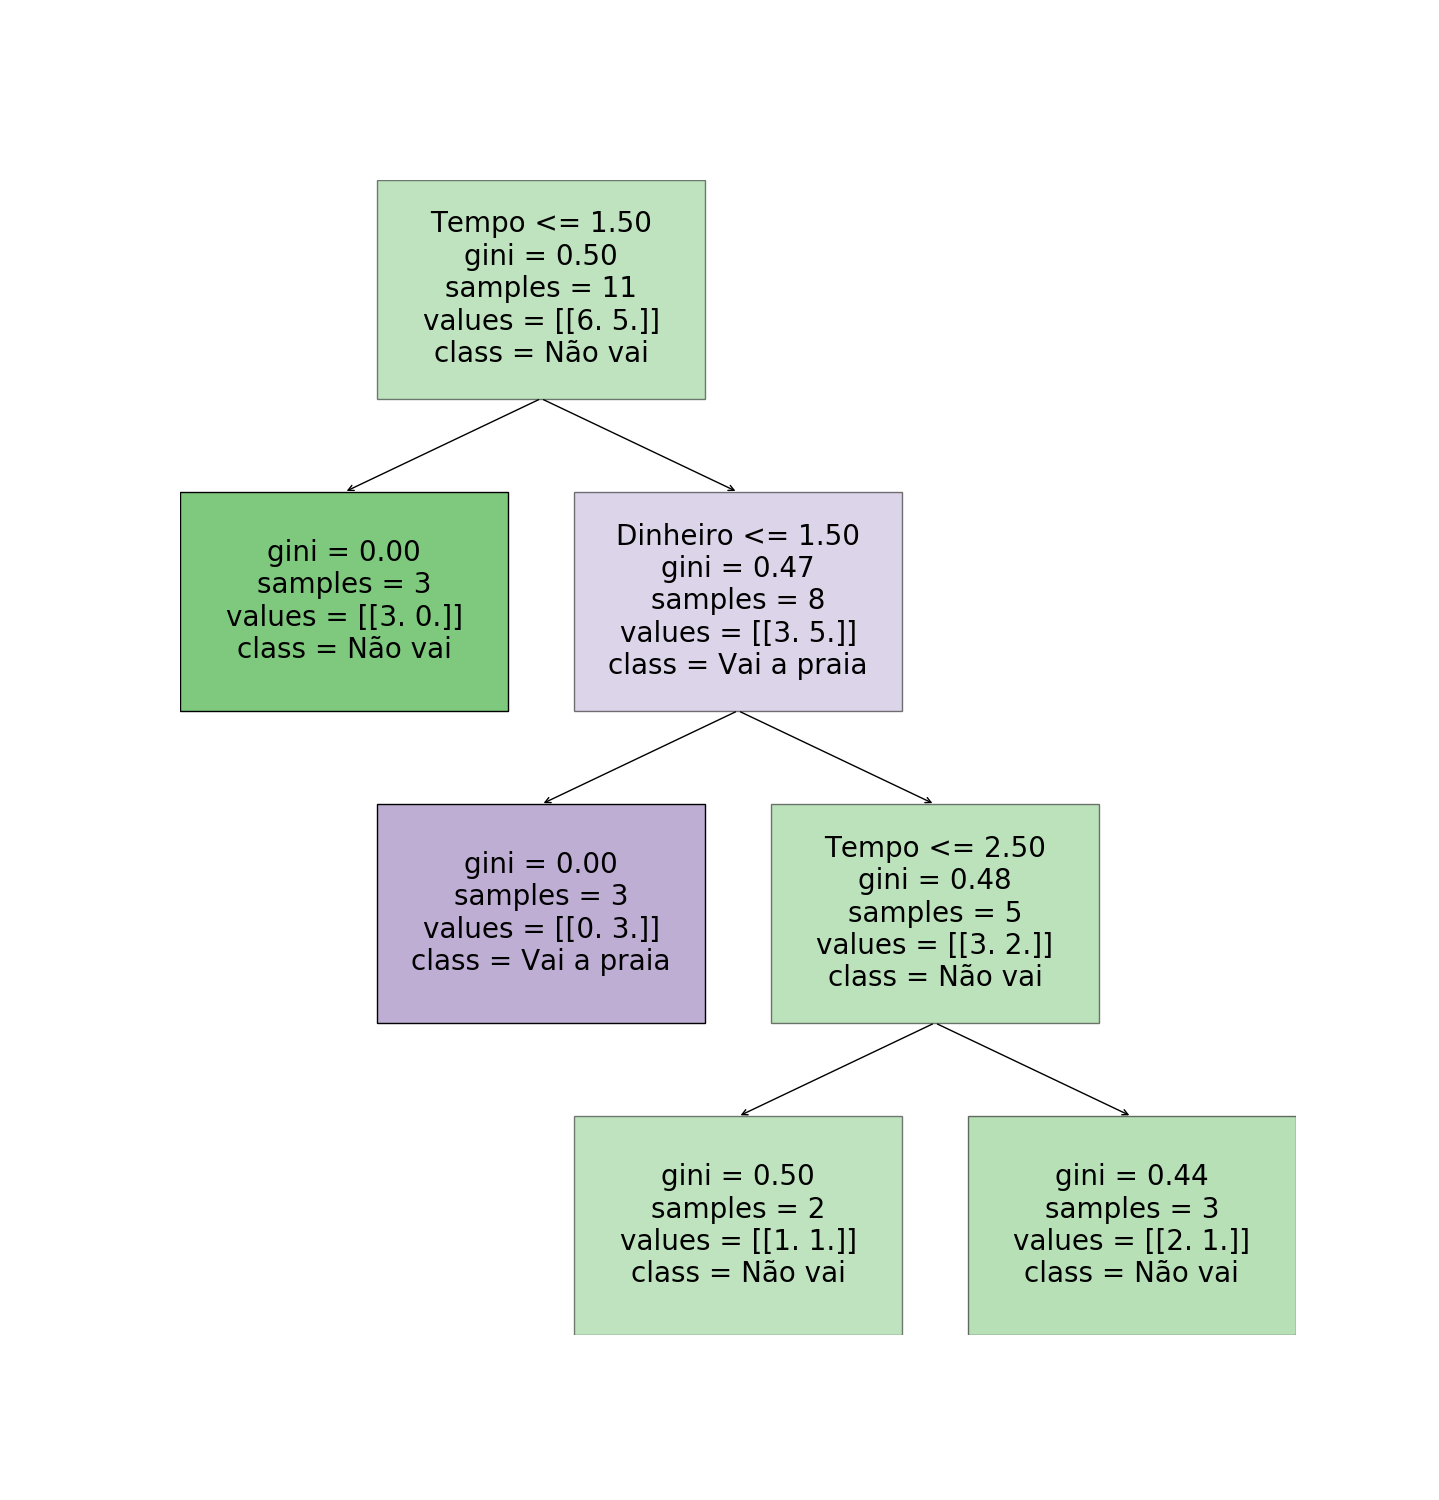 Tempo <= 1.50
gini = 0.50
samples = 11
values = [[6. 5.]]
class = Não vai
gini = 0.00
samples = 3
values = [[3. 0.]]
class = Não vai
Dinheiro <= 1.50
gini = 0.47
samples = 8
values = [[3. 5.]]
class = Vai a praia
gini = 0.00
samples = 3
values = [[0. 3.]]
class = Vai a praia
Tempo <= 2.50
gini = 0.48
samples = 5
values = [[3. 2.]]
class = Não vai
gini = 0.50
samples = 2
values = [[1. 1.]]
class = Não vai
gini = 0.44
samples = 3
values = [[2. 1.]]
class = Não vai